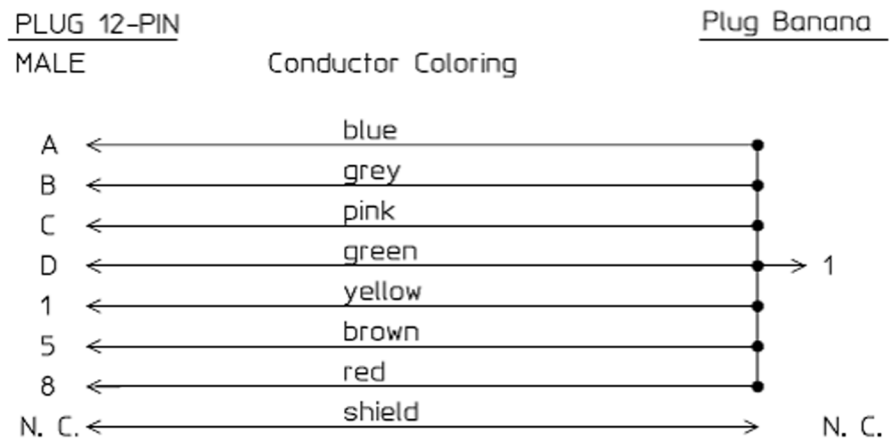 PLUG 12-PIN Plug Banana
MALE Conductor Coloring
A blue
B grey
C pink
D green 1
1 yellow
5 brown
8 red
N. C. shield N. C.